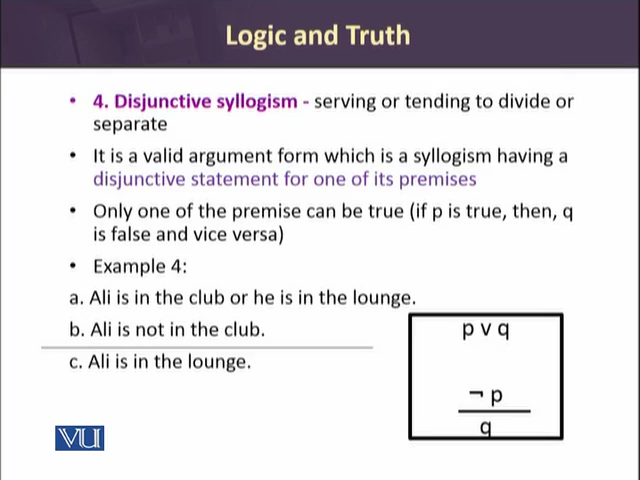 Logic and Truth
• 4. Disjunctive syllogism - serving or tending to divide or
separate
• It is a valid argument form which is a syllogism having a
disjunctive statement for one of its premises
• Only one of the premise can be true (if p is true, then, q
is false and vice versa)
• Example 4:
a. Ali is in the club or he is in the lounge.
b. Ali is not in the club.
c. Ali is in the lounge.
p v q
¬ p
q
VU